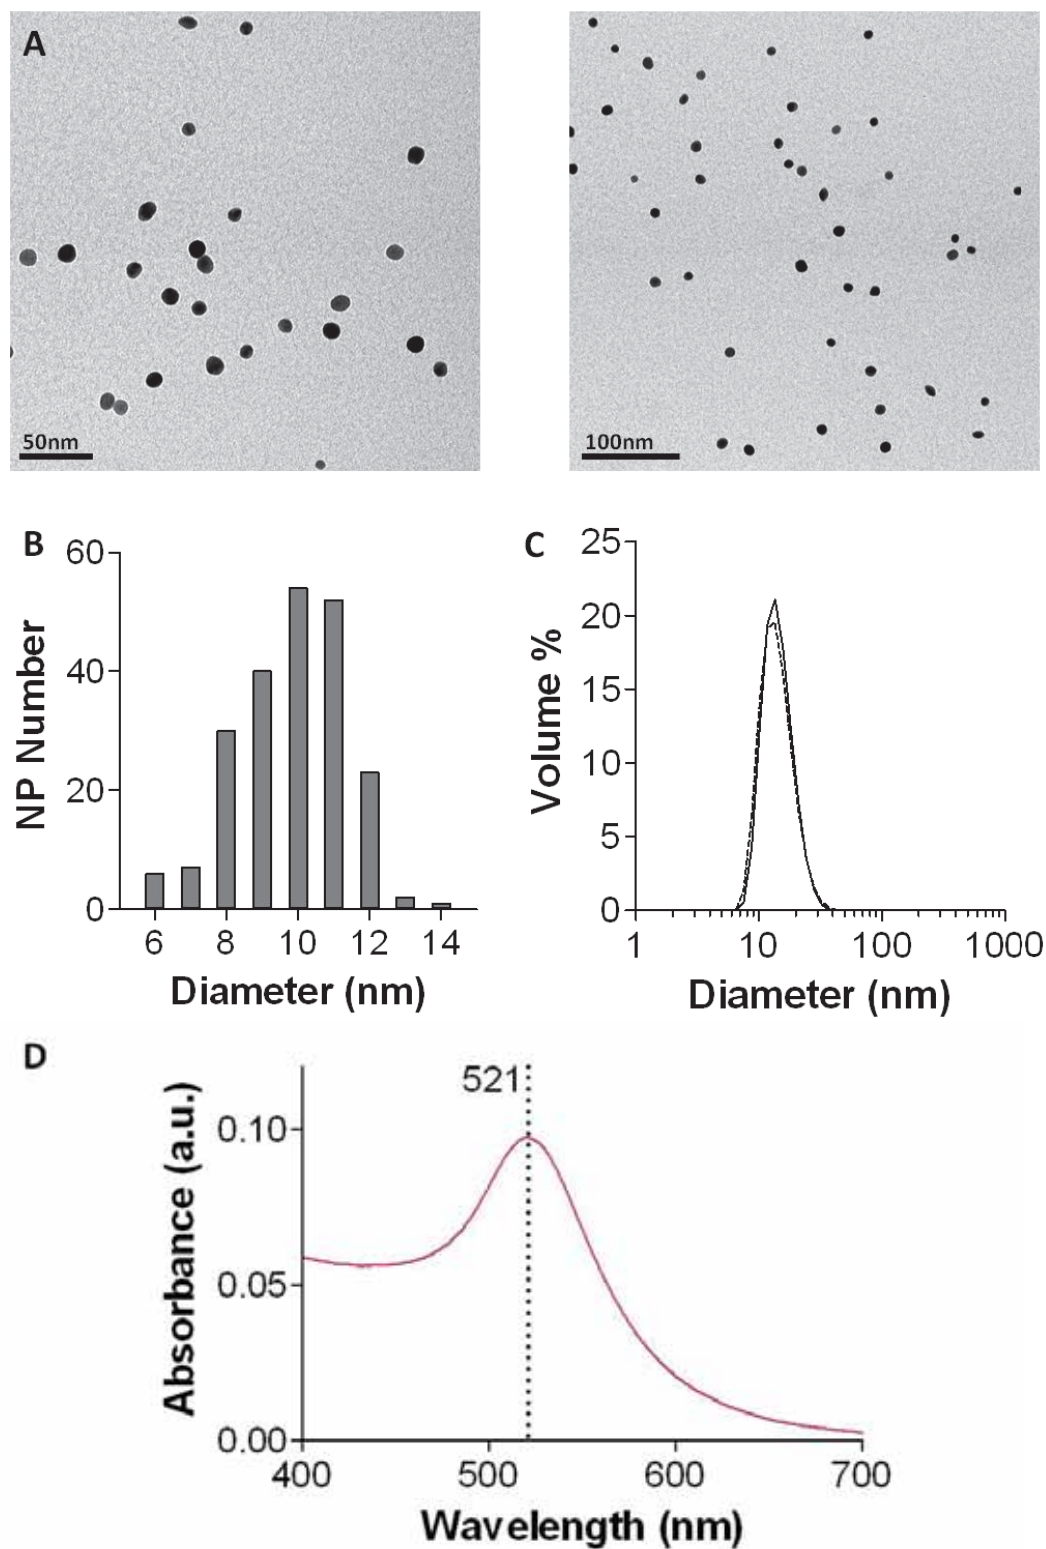 A
50nm
100nm
B
60
40
20
0
NP Number
6 8 10 12 14
Diameter (nm)
C
25
20
15
10
5
0
Volume %
1 10 100 1000
Diameter (nm)
D
521
0.10
0.05
0.00
Absorbance (a.u.)
400 500 600 700
Wavelength (nm)